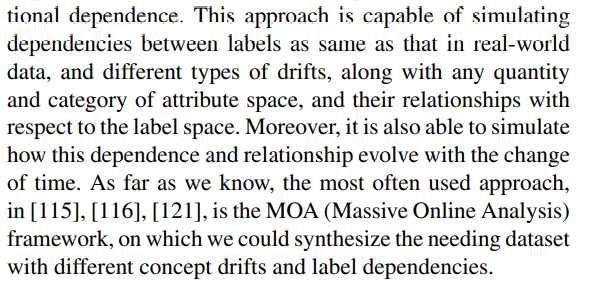 tional dependence. This approach is capable of simulating
dependencies between labels as same as that in real-world
data, and different types of drifts, along with any quantity
and category of attribute space, and their relationships with
respect to the label space. Moreover, it is also able to simulate
how this dependence and relationship evolve with the change
of time. As far as we know, the most often used approach,
in [115], [116], [121], is the MOA (Massive Online Analysis)
framework, on which we could synthesize the needing dataset
with different concept drifts and label dependencies.